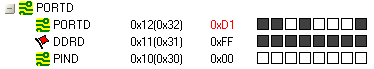 PORTD
PORTD 0x12(0x32) 0xD1
DDRD 0x11(0x31) 0xFF
PIND 0x10(0x30) 0x00